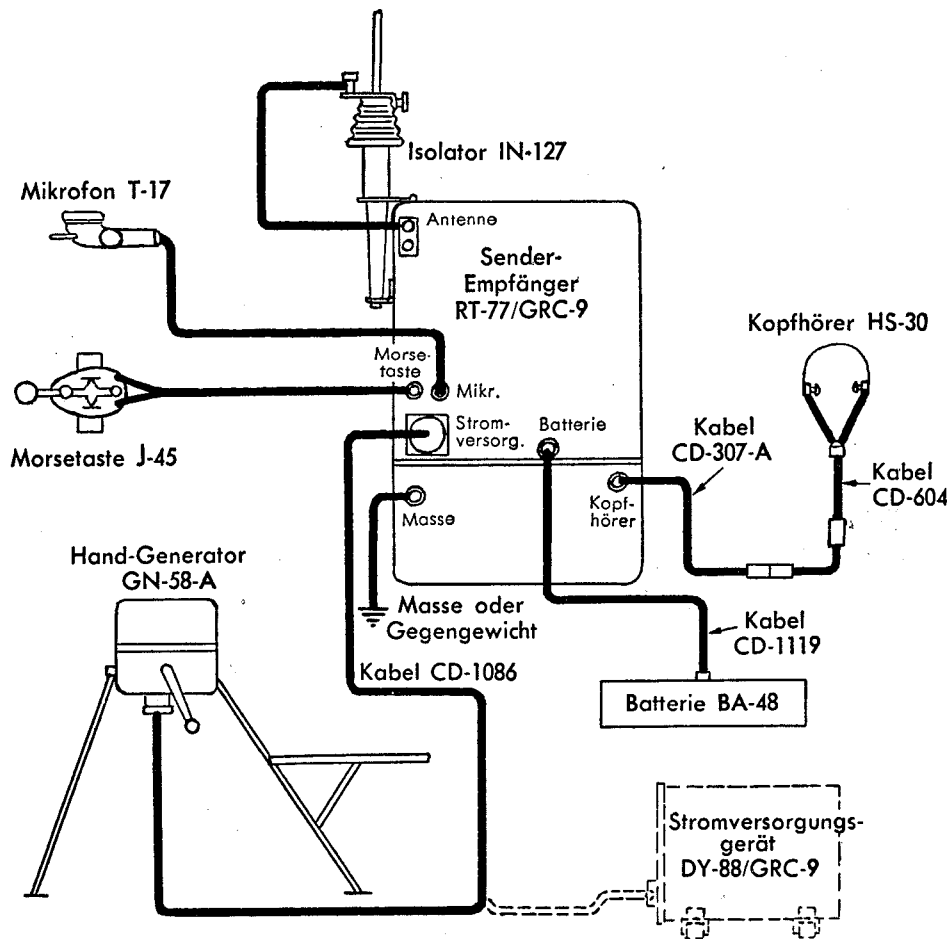 Isolator IN-127
Mikrofon T-17
Antenne
Sender-
Empfänger
RT-77/GRC-9
Kopfhörer HS-30
Morse-
taste
Mikr.
Strom-
versorg.
Batterie
Kabel
CD-307-A
Morsetaste J-45
Kabel
CD-604
Masse
Kopf-
hörer
Hand-Generator
GN-58-A
Masse oder
Gegengewicht
Kabel
CD-1119
Kabel CD-1086
Batterie BA-48
Stromversorgungs-
gerät
DY-88/GRC-9